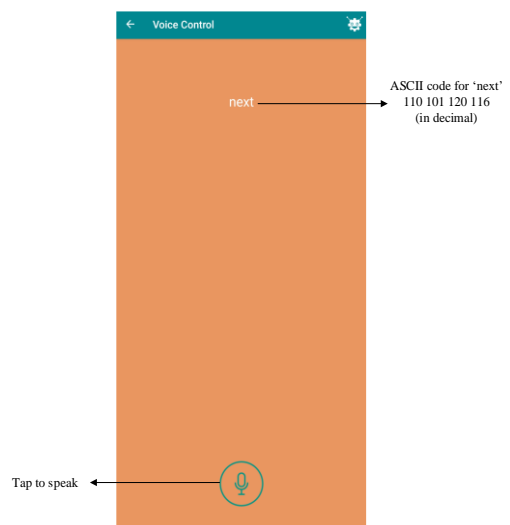 Voice Control
next
ASCII code for ‘next’
110 101 120 116
(in decimal)
Tap to speak